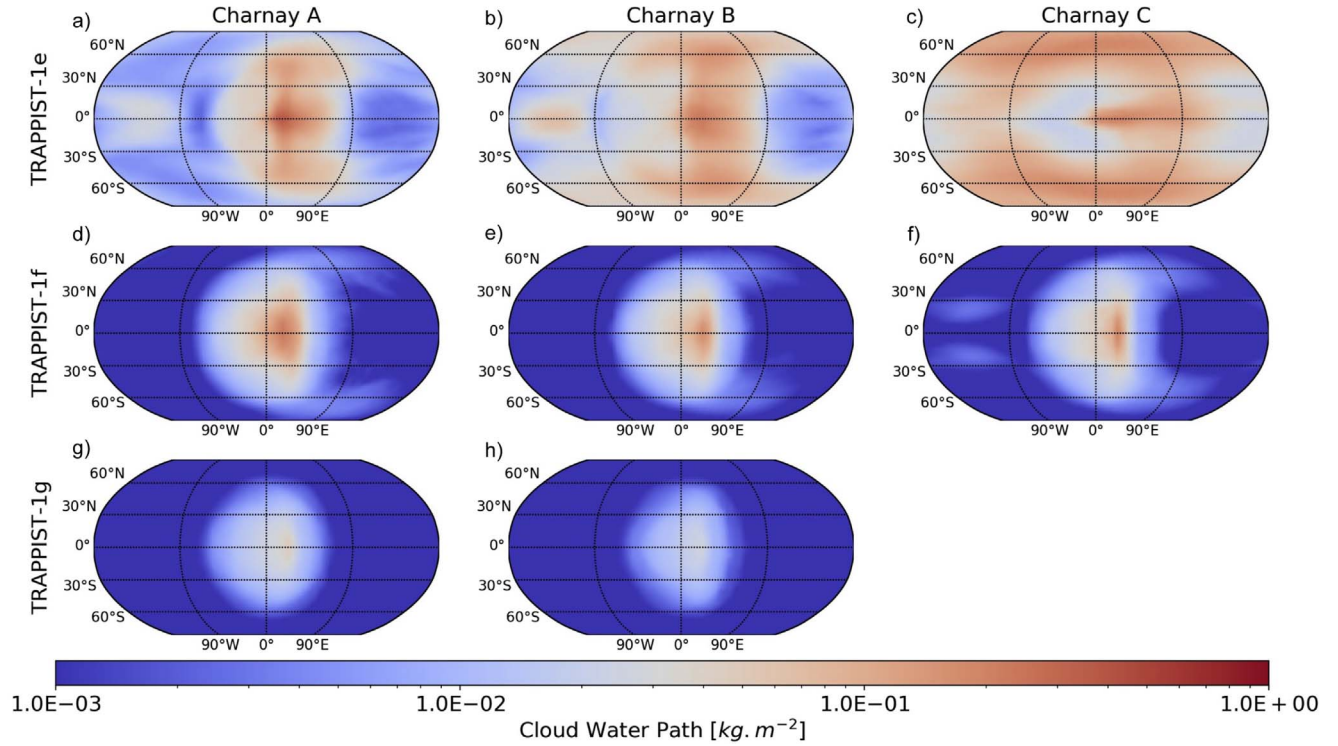 Charnay A
Charnay B
Charnay C
a)
b)
c)
TRAPPIST-1e
60°N
30°N
0°
30°S
60°S
90°W 0° 90°E
60°N
30°N
0°
30°S
60°S
90°W 0° 90°E
60°N
30°N
0°
30°S
60°S
90°W 0° 90°E
d)
e)
f)
TRAPPIST-1f
60°N
30°N
0°
30°S
60°S
90°W 0° 90°E
60°N
30°N
0°
30°S
60°S
90°W 0° 90°E
60°N
30°N
0°
30°S
60°S
90°W 0° 90°E
g)
h)
TRAPPIST-1g
60°N
30°N
0°
30°S
60°S
90°W 0° 90°E
60°N
30°N
0°
30°S
60°S
90°W 0° 90°E
1.0E−03 1.0E−02 1.0E−01 1.0E+00
Cloud Water Path [kg.m⁻²]